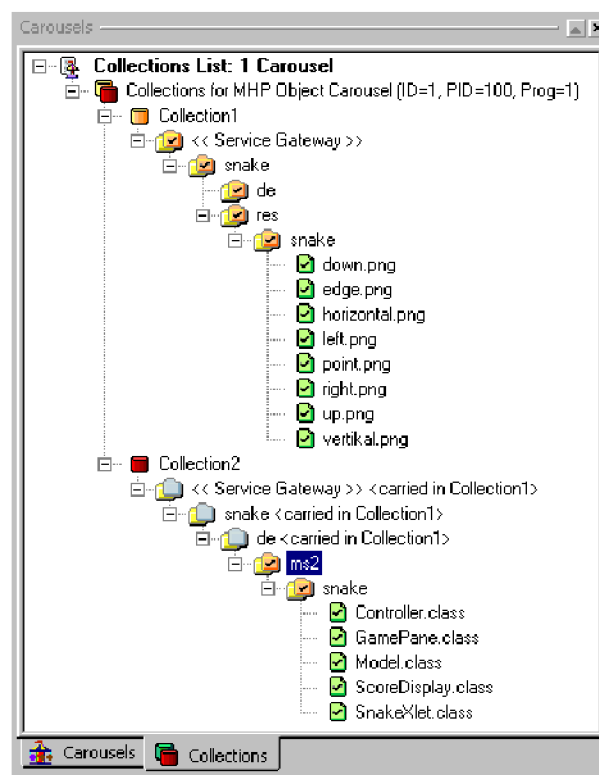 Carousels
Collections List: 1 Carousel
Collections for MHP Object Carousel (ID=1, PID=100, Prog=1)
Collection1
<< Service Gateway >>
snake
de
res
snake
down.png
edge.png
horizontal.png
left.png
point.png
right.png
up.png
vertikal.png
Collection2
<< Service Gateway >> <carried in Collection1>
snake <carried in Collection1>
de <carried in Collection1>
ms2
snake
Controller.class
GamePane.class
Model.class
ScoreDisplay.class
SnakeXlet.class
Carousels Collections